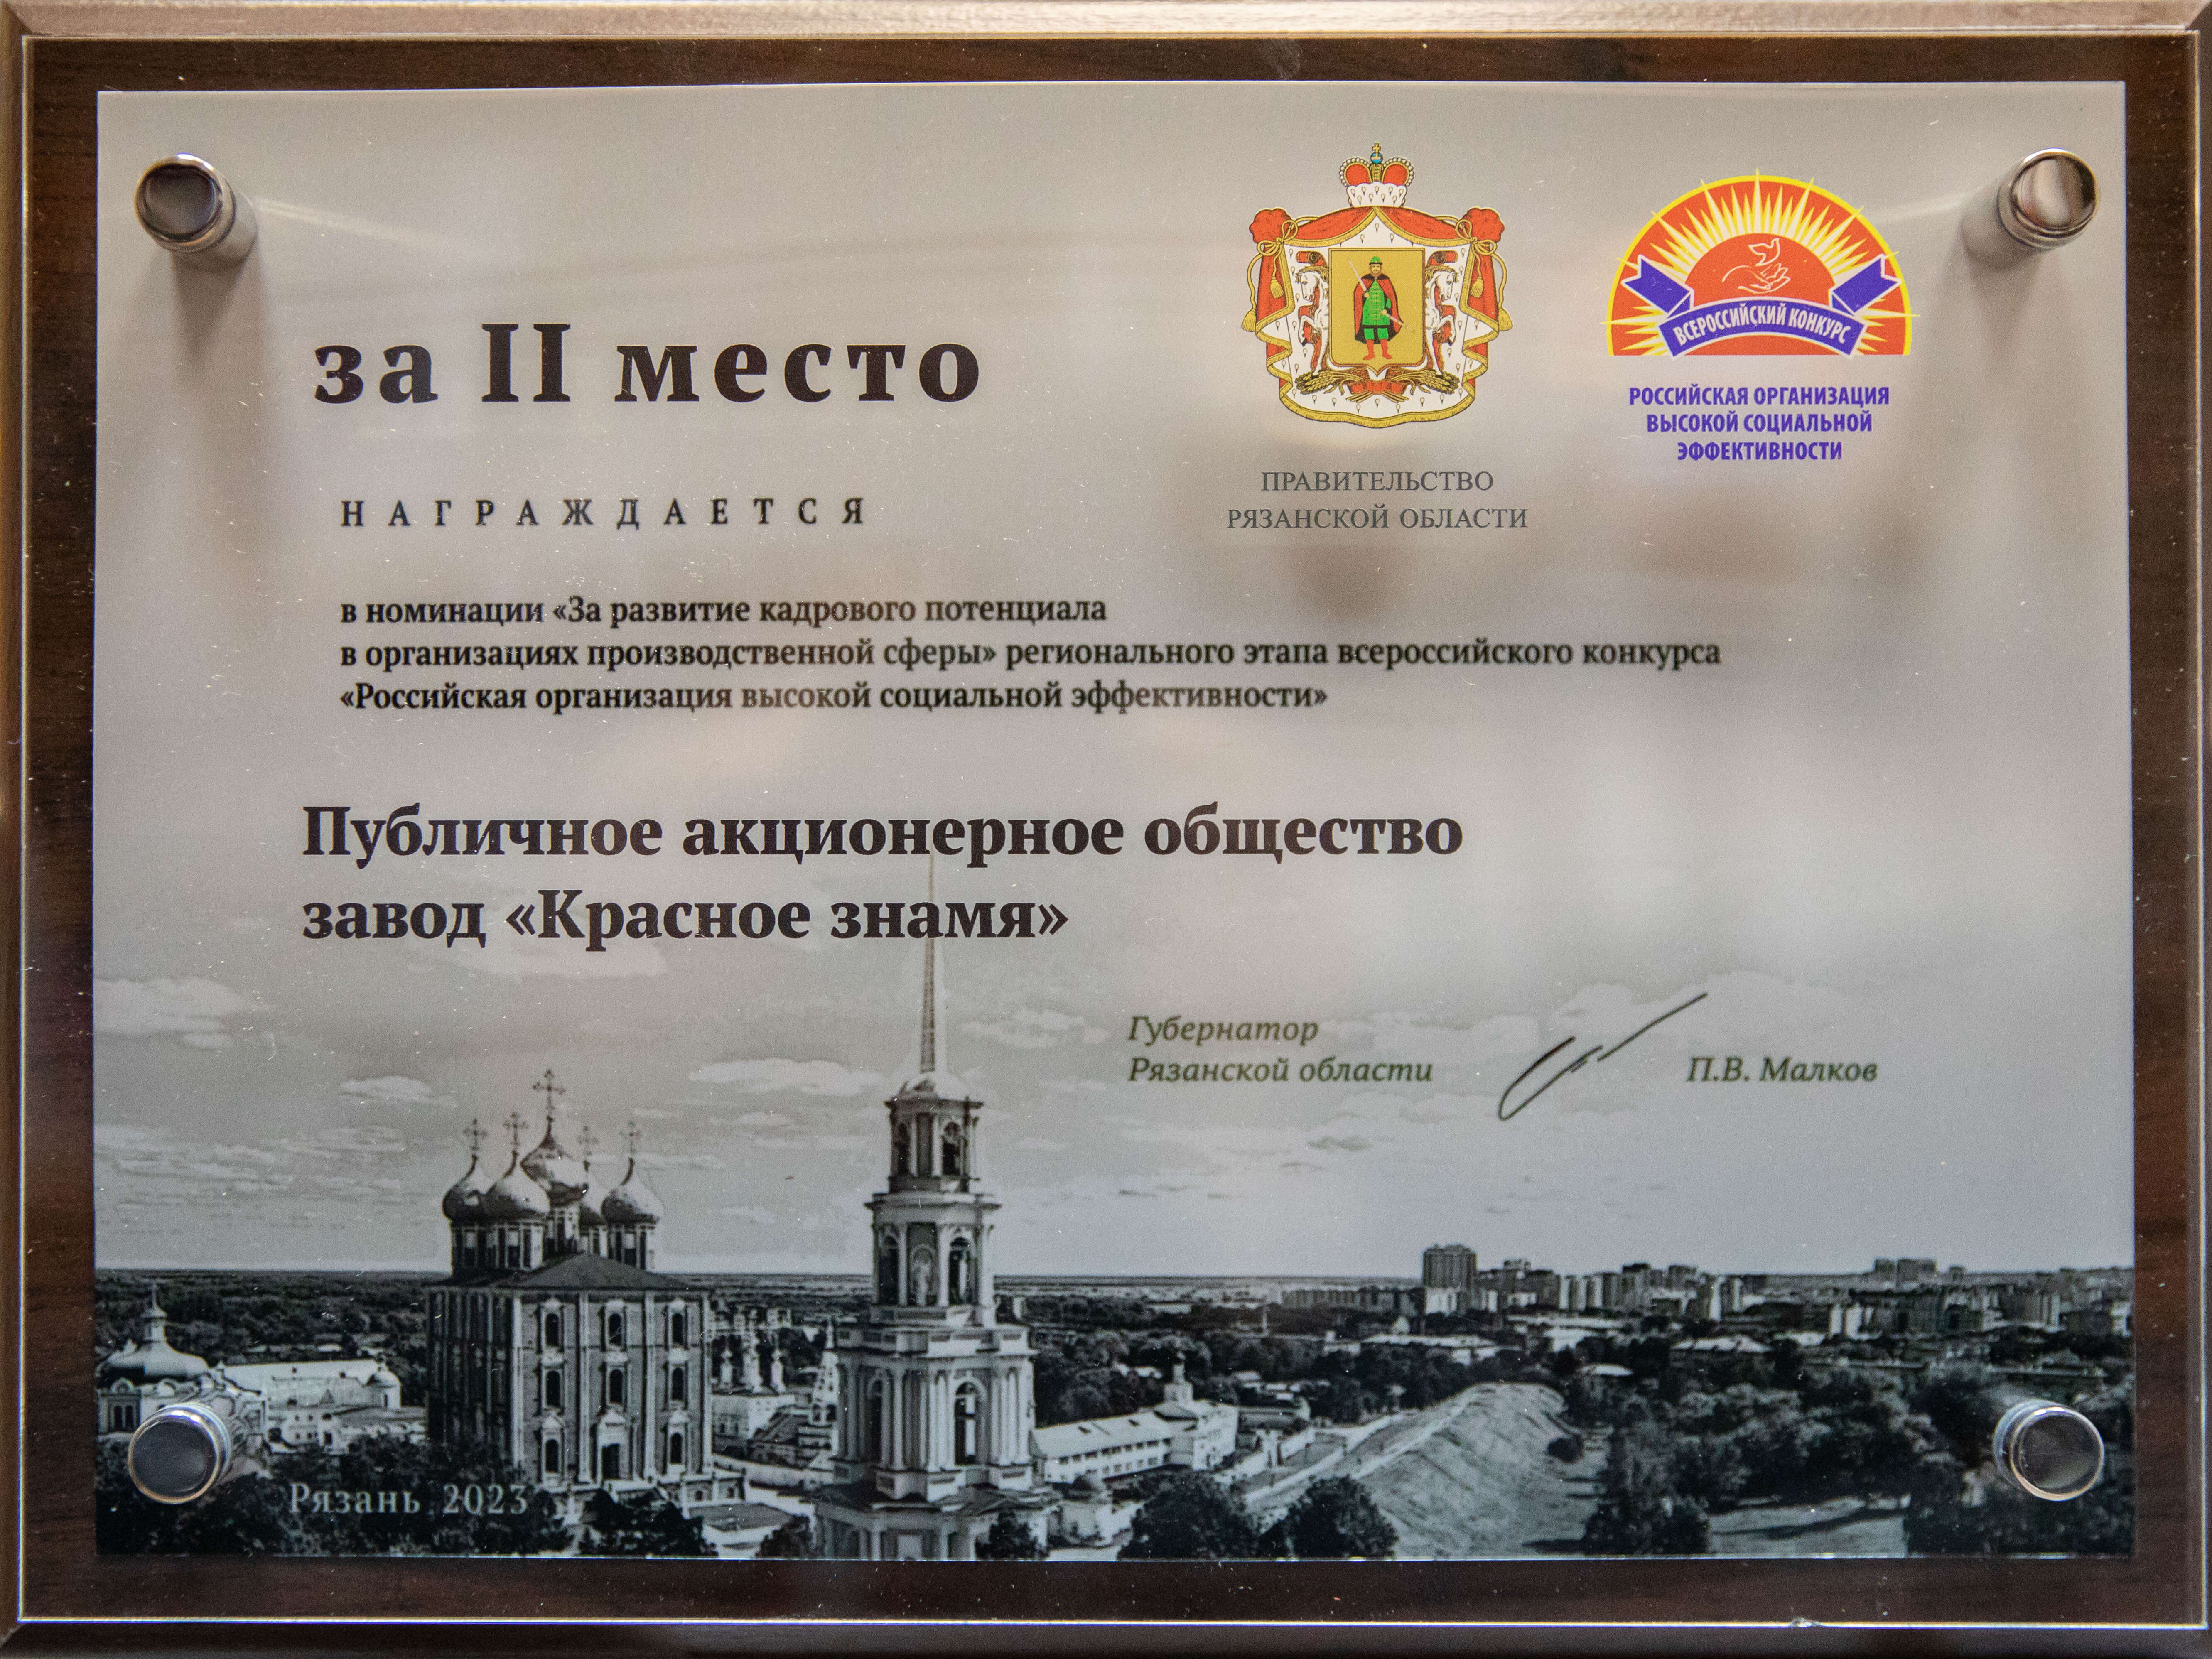 за II место
НАГРАЖДАЕТСЯ
ВСЕРОССИЙСКИЙ КОНКУРС
РОССИЙСКАЯ ОРГАНИЗАЦИЯ
ВЫСОКОЙ СОЦИАЛЬНОЙ
ЭФФЕКТИВНОСТИ
ПРАВИТЕЛЬСТВО
РЯЗАНСКОЙ ОБЛАСТИ
в номинации «За развитие кадрового потенциала
в организациях производственной сферы» регионального этапа всероссийского конкурса
«Российская организация высокой социальной эффективности»
Публичное акционерное общество
завод «Красное знамя»
Губернатор
Рязанской области П.В. Малков
Рязань 2023